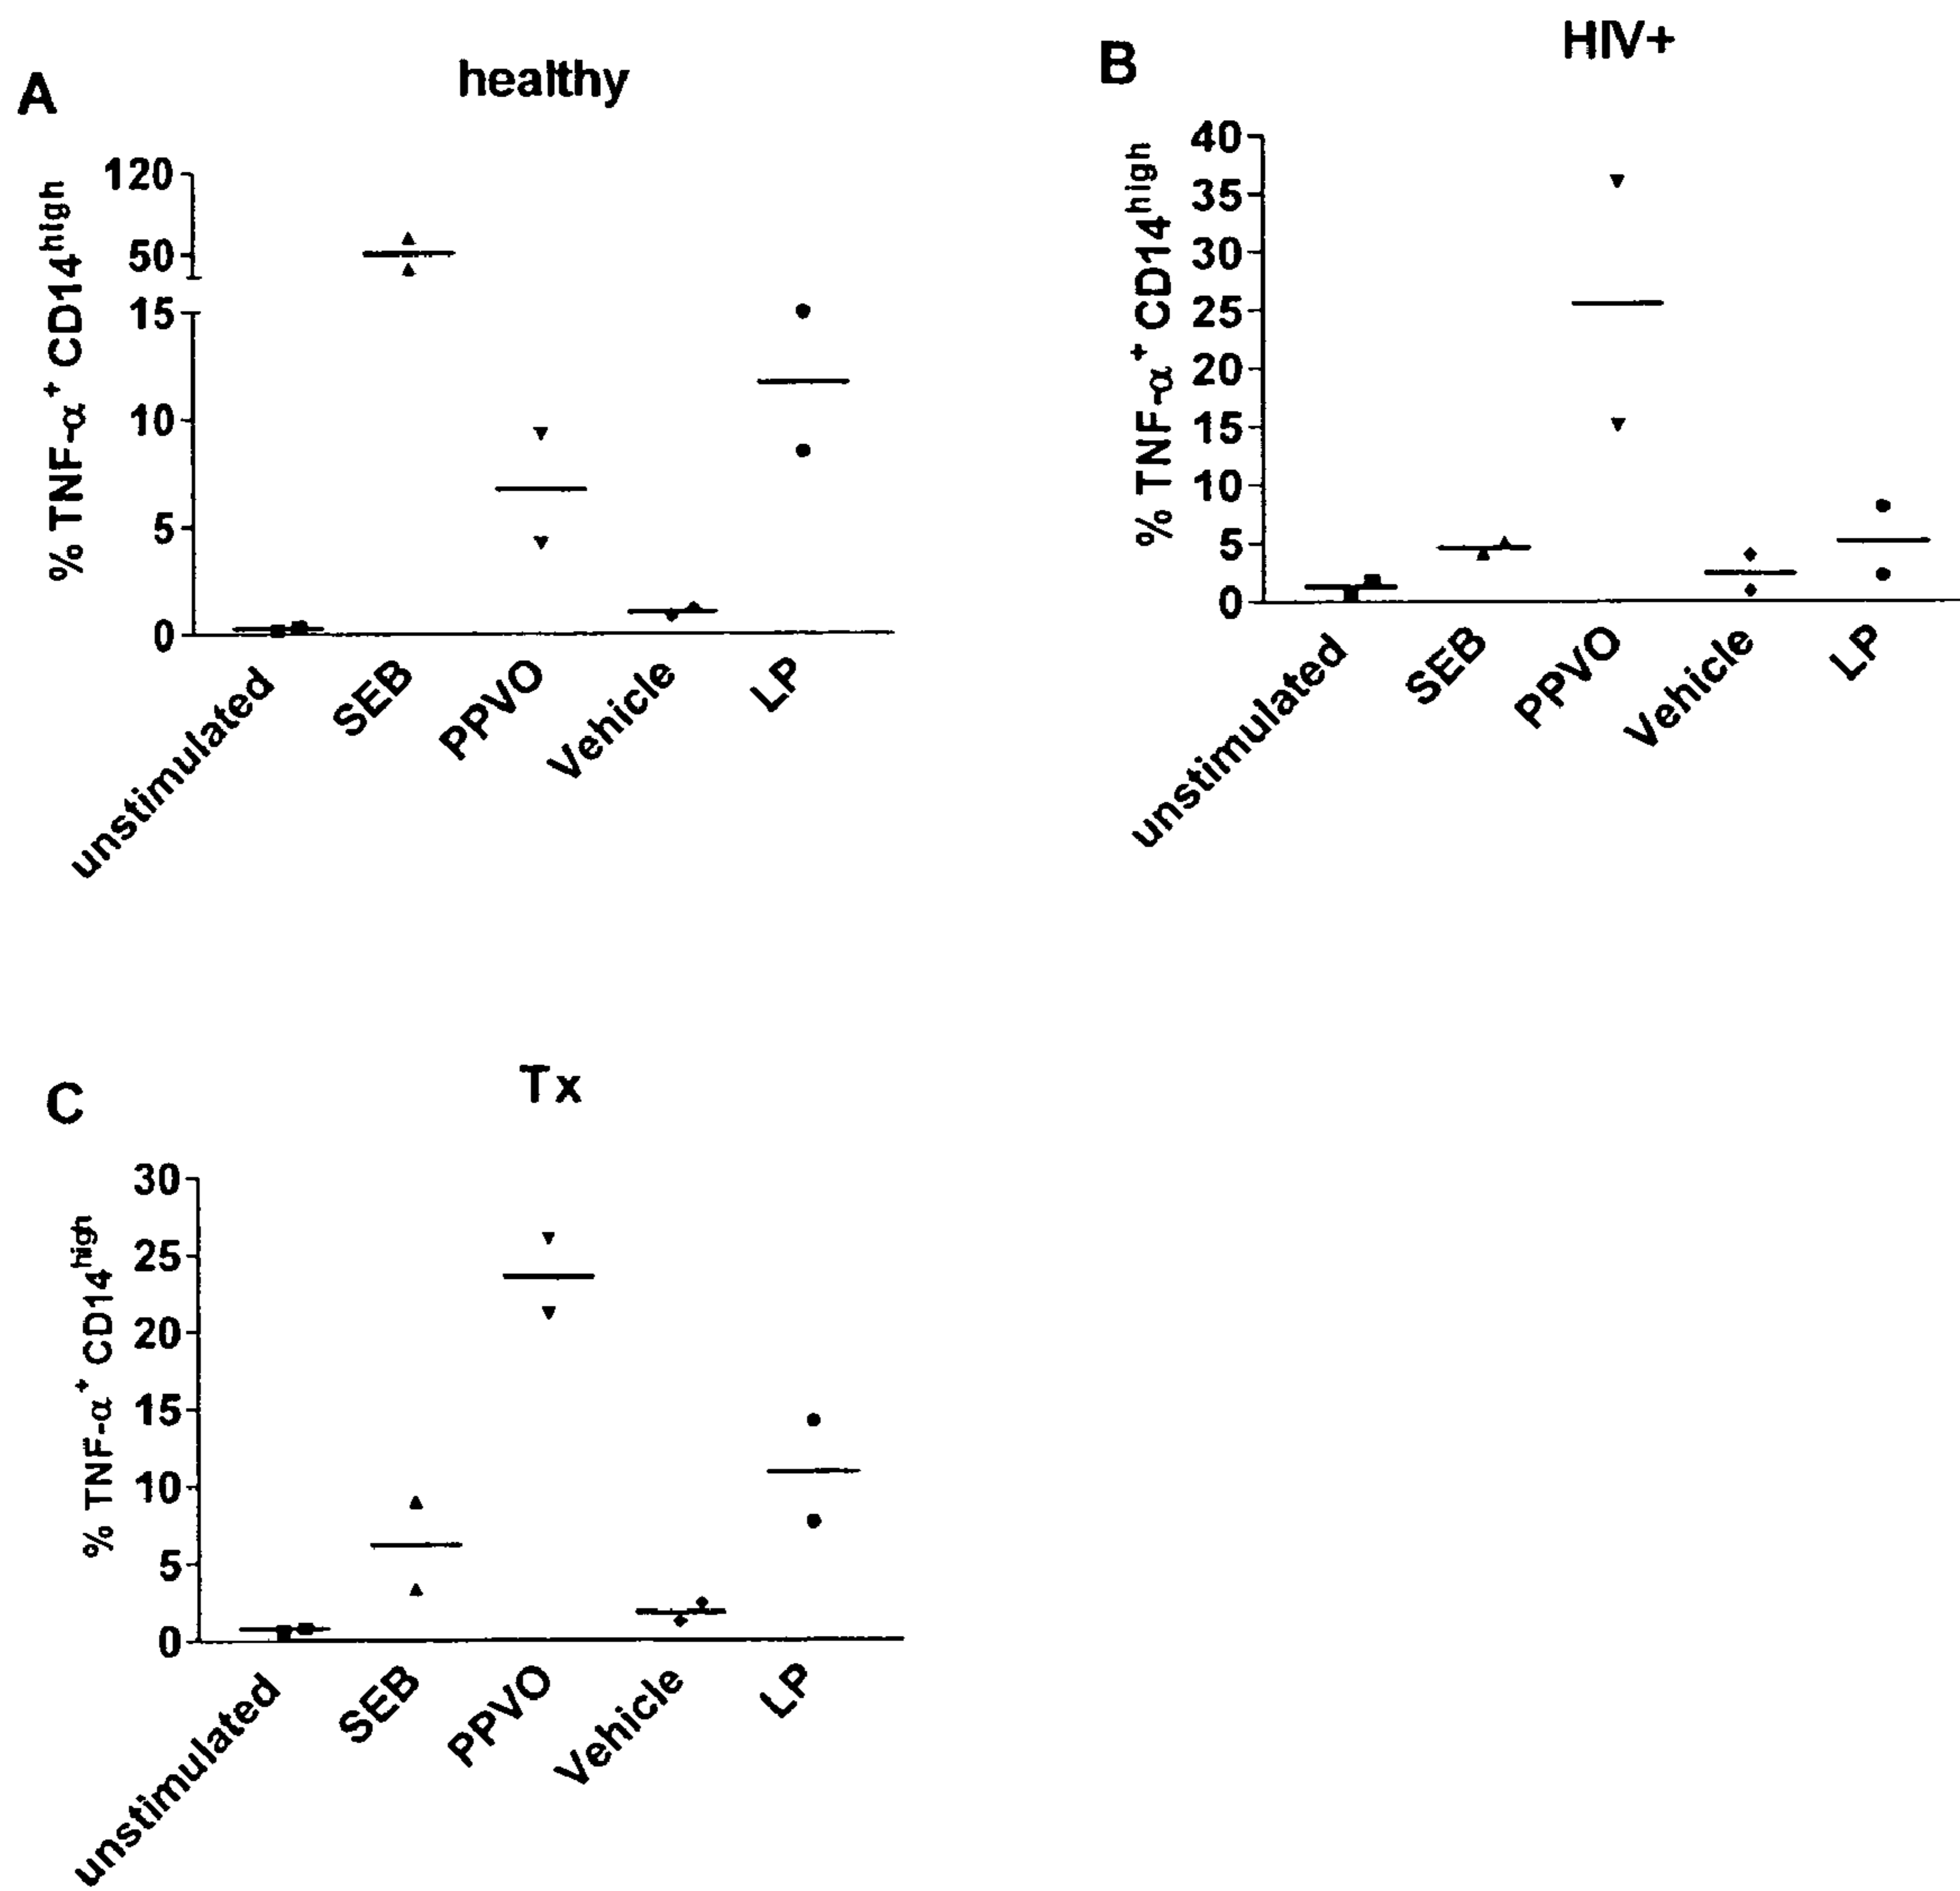 A
healthy
% TNF-α⁺ CD14ʰⁱᵍʰ
120
50
15
10
5
0
unstimulated
SEB
PPVO
Vehicle
LP
B
HIV+
% TNF-α⁺ CD14ʰⁱᵍʰ
40
35
30
25
20
15
10
5
0
unstimulated
SEB
PPVO
Vehicle
LP
C
Tx
% TNF-α⁺ CD14ʰⁱᵍʰ
30
25
20
15
10
5
0
unstimulated
SEB
PPVO
Vehicle
LP